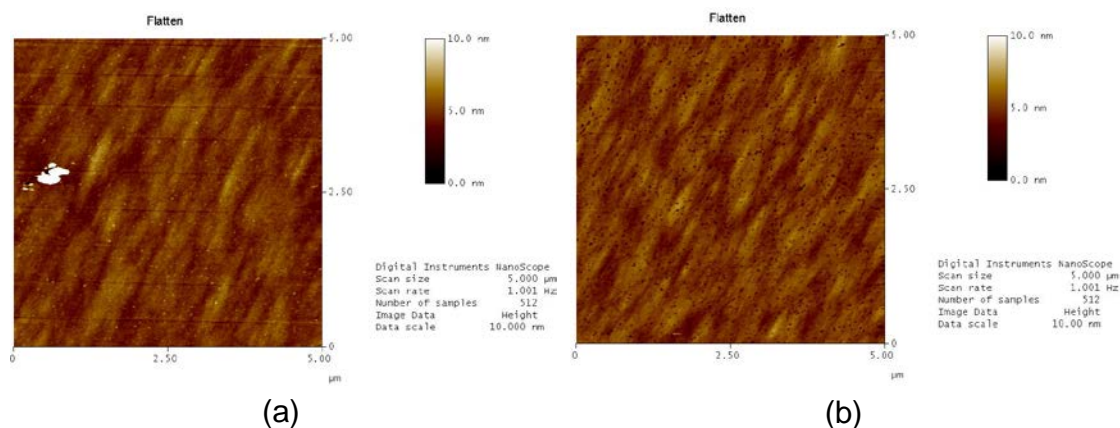 Flatten
5.00
2.50
0
0
2.50
5.00
µm
10.0 nm
5.0 nm
0.0 nm
Digital Instruments NanoScope
Scan size 5.000 µm
Scan rate 1.001 Hz
Number of samples 512
Image Data Height
Data scale 10.000 nm
(a)
Flatten
5.00
2.50
0
0
2.50
5.00
µm
10.0 nm
5.0 nm
0.0 nm
Digital Instruments NanoScope
Scan size 5.000 µm
Scan rate 1.001 Hz
Number of samples 512
Image Data Height
Data scale 10.00 nm
(b)